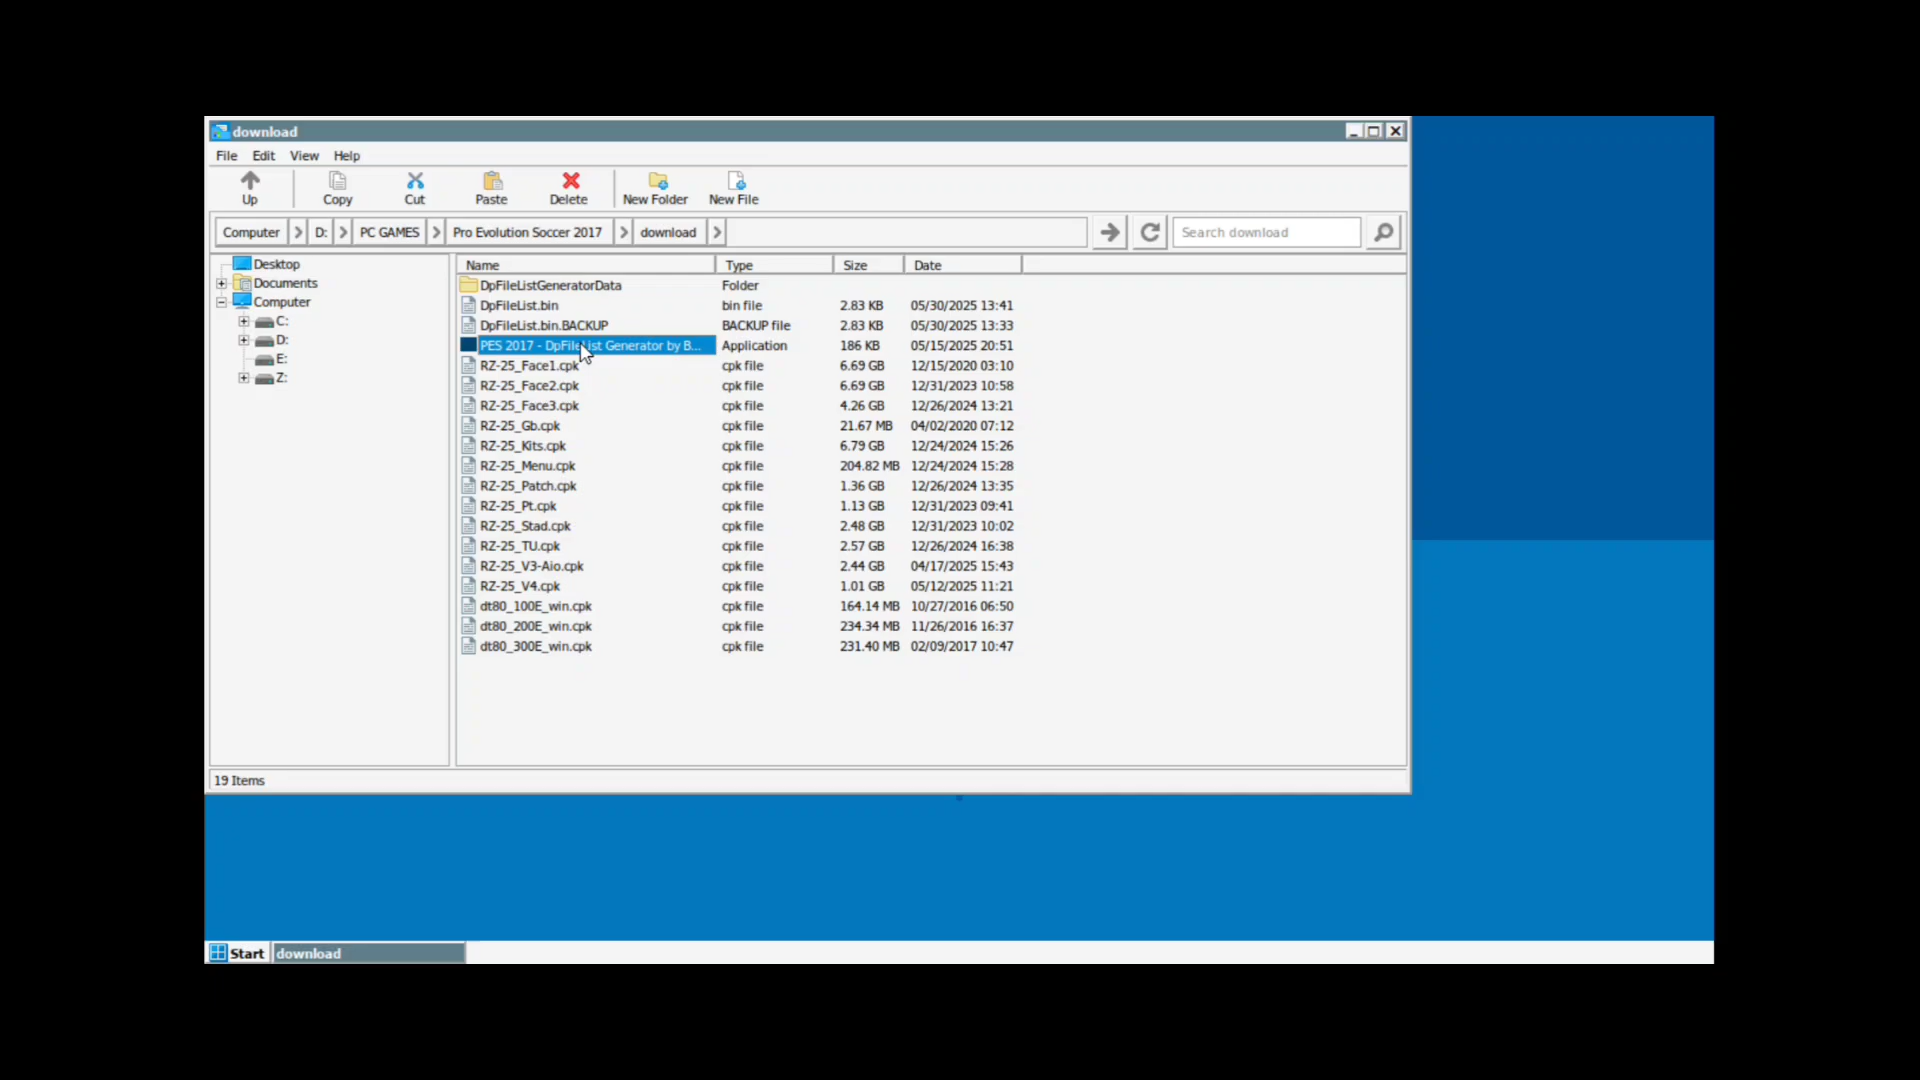 download
File Edit View Help
Up Copy Cut Paste Delete New Folder New File
Computer D: PC GAMES Pro Evolution Soccer 2017 download Search download
Desktop
Documents
Computer
C:
D:
E:
Z:
Name Type Size Date
DpFileListGeneratorData Folder
DpFileList.bin bin file 2.83 KB 05/30/2025 13:41
DpFileList.bin.BACKUP BACKUP file 2.83 KB 05/30/2025 13:33
PES 2017 - DpFileList Generator by B... Application 186 KB 05/15/2025 20:51
RZ-25_Face1.cpk cpk file 6.69 GB 12/15/2020 03:10
RZ-25_Face2.cpk cpk file 6.69 GB 12/31/2023 10:58
RZ-25_Face3.cpk cpk file 4.26 GB 12/26/2024 13:21
RZ-25_Gb.cpk cpk file 21.67 MB 04/02/2020 07:12
RZ-25_Kits.cpk cpk file 6.79 GB 12/24/2024 15:26
RZ-25_Menu.cpk cpk file 204.82 MB 12/24/2024 15:28
RZ-25_Patch.cpk cpk file 1.36 GB 12/26/2024 13:35
RZ-25_Pt.cpk cpk file 1.13 GB 12/31/2023 09:41
RZ-25_Stad.cpk cpk file 2.48 GB 12/31/2023 10:02
RZ-25_TU.cpk cpk file 2.57 GB 12/26/2024 16:38
RZ-25_V3-Aio.cpk cpk file 2.44 GB 04/17/2025 15:43
RZ-25_V4.cpk cpk file 1.01 GB 05/12/2025 11:21
dt80_100E_win.cpk cpk file 164.14 MB 10/27/2016 06:50
dt80_200E_win.cpk cpk file 234.34 MB 11/26/2016 16:37
dt80_300E_win.cpk cpk file 231.40 MB 02/09/2017 10:47
19 Items
Start download